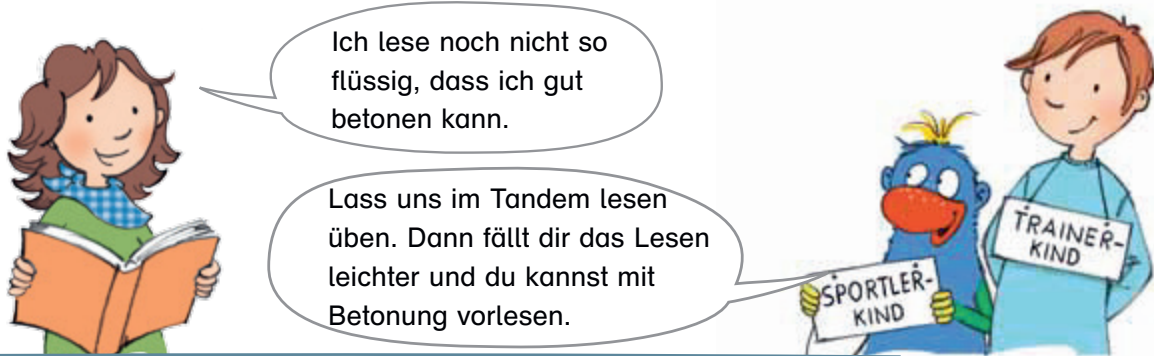 Ich lese noch nicht so
flüssig, dass ich gut
betonen kann.
Lass uns im Tandem lesen
üben. Dann fällt dir das Lesen
leichter und du kannst mit
Betonung vorlesen.
SPORTLER-
KIND
TRAINER-
KIND